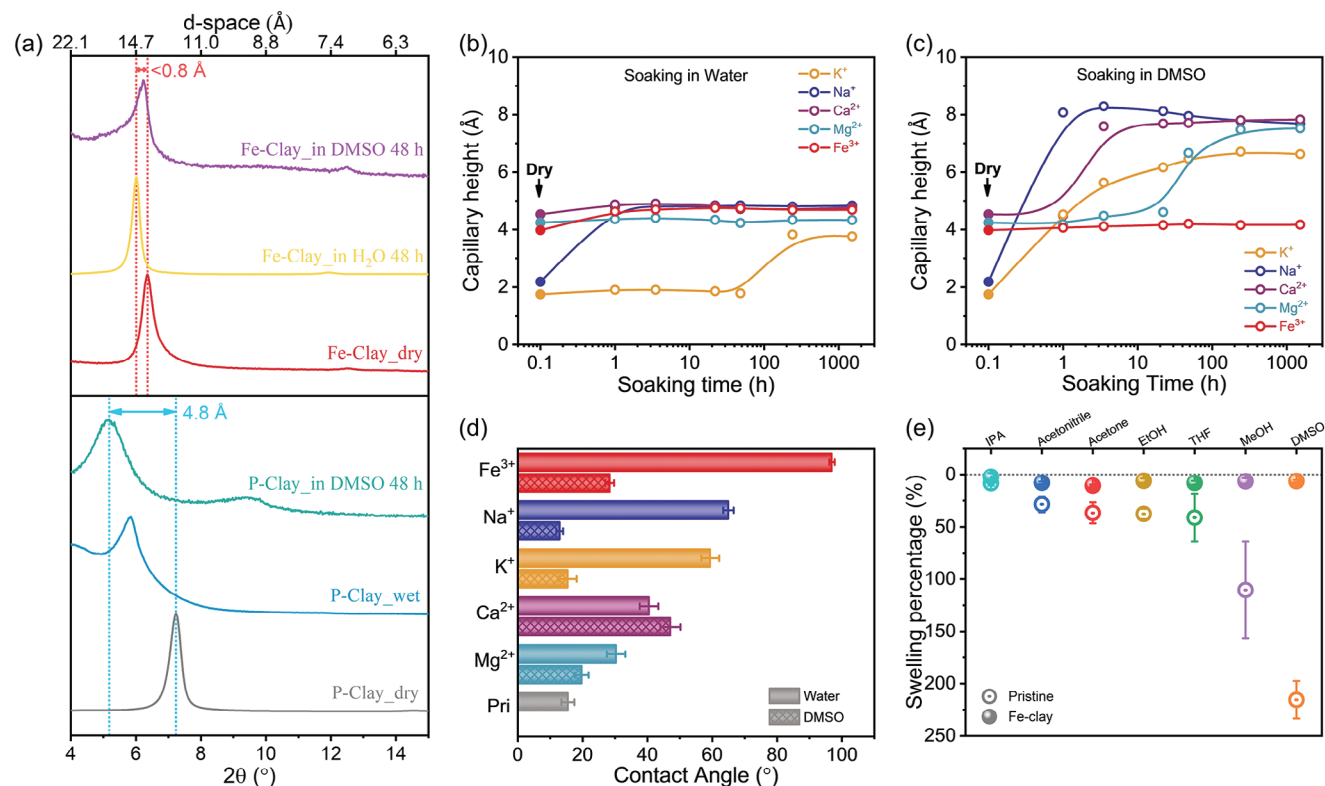 (a)
d-space (Å)
22.1 14.7 11.0 8.8 7.4 6.3
<0.8 Å
Fe-Clay_in DMSO 48 h
Fe-Clay_in H₂O 48 h
Fe-Clay_dry
4.8 Å
P-Clay_in DMSO 48 h
P-Clay_wet
P-Clay_dry
4 6 8 10 12 14
2θ (°)
(b)
Soaking in Water
K⁺
Na⁺
Ca²⁺
Mg²⁺
Fe³⁺
Dry
Capillary height (Å)
10
8
6
4
2
0
0.1 1 10 100 1000
Soaking time (h)
(c)
Soaking in DMSO
Dry
K⁺
Na⁺
Ca²⁺
Mg²⁺
Fe³⁺
Capillary height (Å)
10
8
6
4
2
0
0.1 1 10 100 1000
Soaking Time (h)
(d)
Fe³⁺
Na⁺
K⁺
Ca²⁺
Mg²⁺
Pri
Water
DMSO
0 20 40 60 80 100
Contact Angle (°)
(e)
IPA
Acetonitrile
Acetone
EtOH
THF
MeOH
DMSO
Swelling percentage (%)
0
50
100
150
200
250
Pristine
Fe-clay